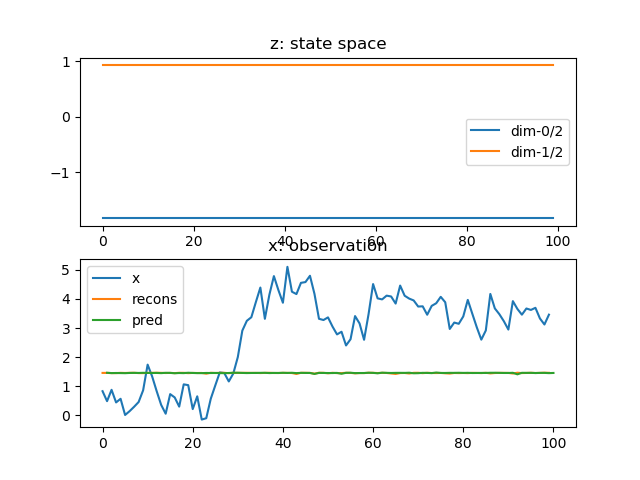 z: state space
1
0
−1
dim-0/2
dim-1/2
0 20 40 60 80 100
x: observation
5
4
3
2
1
0
x
recons
pred
0 20 40 60 80 100